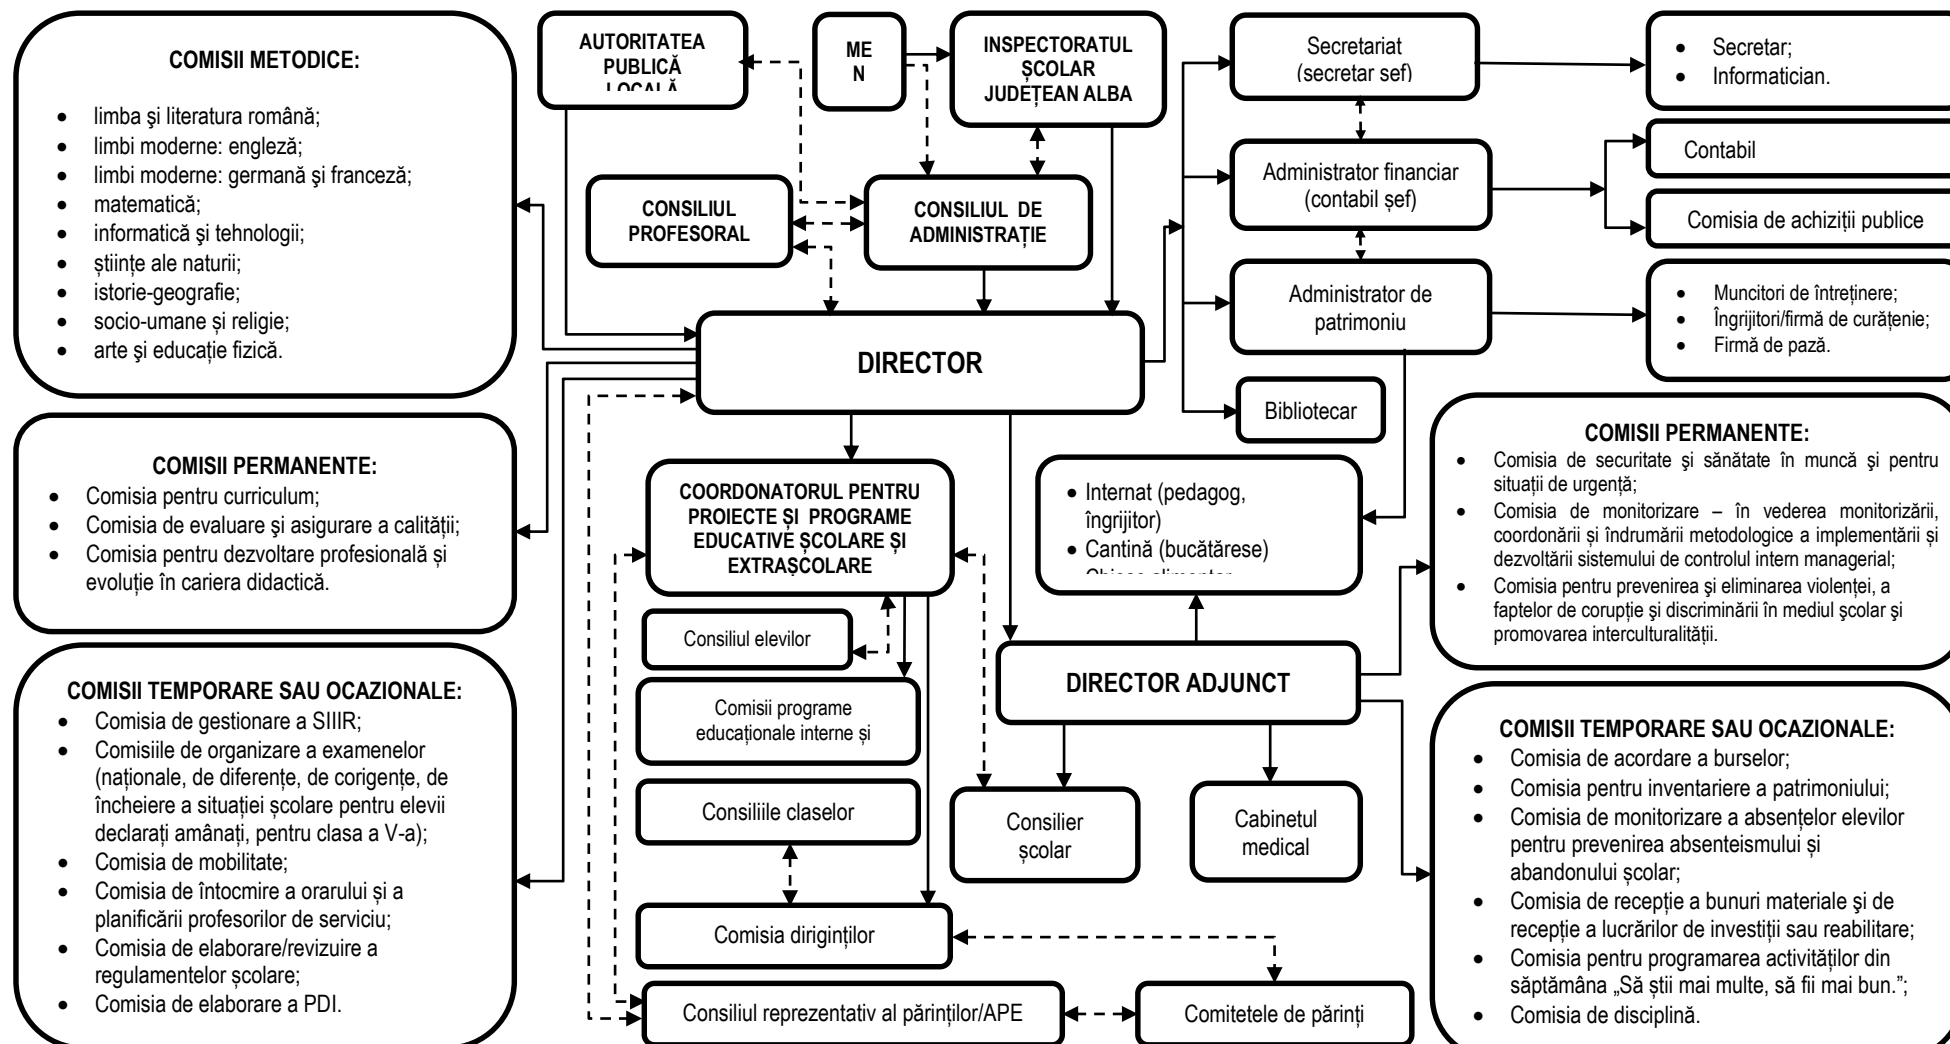 COMISII METODICE:
• limba şi literatura română;
• limbi moderne: engleză;
• limbi moderne: germană şi franceză;
• matematică;
• informatică şi tehnologii;
• științe ale naturii;
• istorie-geografie;
• socio-umane și religie;
• arte şi educație fizică.
COMISII PERMANENTE:
• Comisia pentru curriculum;
• Comisia de evaluare şi asigurare a calității;
• Comisia pentru dezvoltare profesională și
evoluție în cariera didactică.
COMISII TEMPORARE SAU OCAZIONALE:
• Comisia de gestionare a SIIIR;
• Comisiile de organizare a examenelor
(naționale, de diferențe, de corigențe, de
încheiere a situației școlare pentru elevii
declarați amânați, pentru clasa a V-a);
• Comisia de mobilitate;
• Comisia de întocmire a orarului și a
planificării profesorilor de serviciu;
• Comisia de elaborare/revizuire a
regulamentelor școlare;
• Comisia de elaborare a PDI.
AUTORITATEA
PUBLICĂ
LOCALĂ
ME
N
INSPECTORATUL
ȘCOLAR
JUDEȚEAN ALBA
CONSILIUL
PROFESORAL
CONSILIUL DE
ADMINISTRAȚIE
DIRECTOR
COORDONATORUL PENTRU
PROIECTE ȘI PROGRAME
EDUCATIVE ȘCOLARE ȘI
EXTRAȘCOLARE
Consiliul elevilor
Comisii programe
educaționale interne și
Consiliile claselor
Comisia diriginților
Consiliul reprezentativ al părinților/APE
Comitetele de părinți
Secretariat
(secretar sef)
• Secretar;
• Informatician.
Administrator financiar
(contabil șef)
Contabil
Comisia de achiziții publice
Administrator de
patrimoniu
• Muncitori de întreținere;
• Îngrijitori/firmă de curățenie;
• Firmă de pază.
Bibliotecar
• Internat (pedagog,
îngrijitor)
• Cantină (bucătărese)
DIRECTOR ADJUNCT
Consilier
școlar
Cabinetul
medical
COMISII PERMANENTE:
• Comisia de securitate şi sănătate în muncă şi pentru
situații de urgență;
• Comisia de monitorizare – în vederea monitorizării,
coordonării și îndrumării metodologice a implementării și
dezvoltării sistemului de controlul intern managerial;
• Comisia pentru prevenirea şi eliminarea violenței, a
faptelor de corupție şi discriminării în mediul școlar şi
promovarea interculturalității.
COMISII TEMPORARE SAU OCAZIONALE:
• Comisia de acordare a burselor;
• Comisia pentru inventariere a patrimoniului;
• Comisia de monitorizare a absențelor elevilor
pentru prevenirea absenteismului și
abandonului școlar;
• Comisia de recepție a bunuri materiale şi de
recepție a lucrărilor de investiții sau reabilitare;
• Comisia pentru programarea activităților din
săptămâna „Să știi mai multe, să fii mai bun.”;
• Comisia de disciplină.